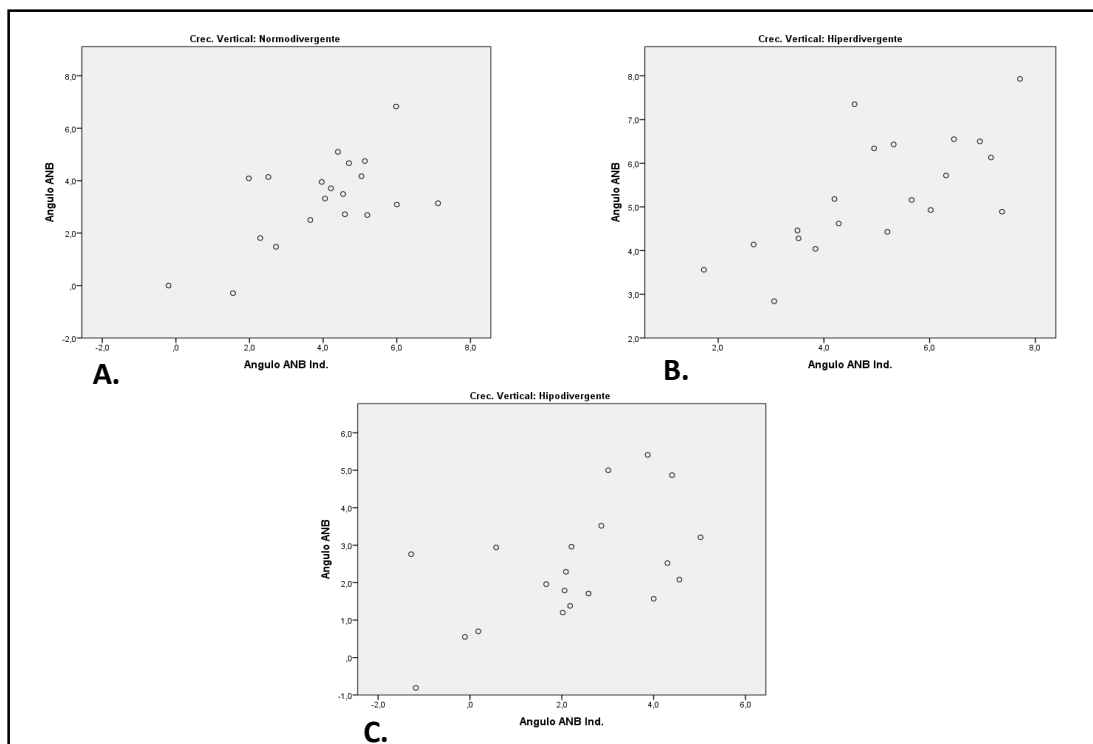 Crec. Vertical: Normodivergente
8,0
6,0
4,0
2,0
,0
-2,0
Angulo ANB
-2,0 ,0 2,0 4,0 6,0 8,0
Angulo ANB Ind.
A.
Crec. Vertical: Hiperdivergente
8,0
7,0
6,0
5,0
4,0
3,0
2,0
Angulo ANB
2,0 4,0 6,0 8,0
Angulo ANB Ind.
B.
Crec. Vertical: Hipodivergente
6,0
5,0
4,0
3,0
2,0
1,0
,0
-1,0
Angulo ANB
-2,0 ,0 2,0 4,0 6,0
Angulo ANB Ind.
C.